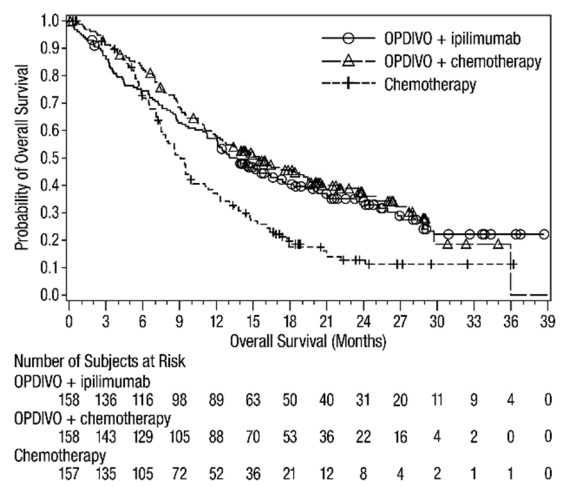 OPDIVO + ipilimumab
OPDIVO + chemotherapy
Chemotherapy
Probability of Overall Survival
1.0
0.9
0.8
0.7
0.6
0.5
0.4
0.3
0.2
0.1
0.0
0 3 6 9 12 15 18 21 24 27 30 33 36 39
Overall Survival (Months)
Number of Subjects at Risk
OPDIVO + ipilimumab
158 136 116 98 89 63 50 40 31 20 11 9 4 0
OPDIVO + chemotherapy
158 143 129 105 88 70 53 36 22 16 4 2 0 0
Chemotherapy
157 135 105 72 52 36 21 12 8 4 2 1 1 0